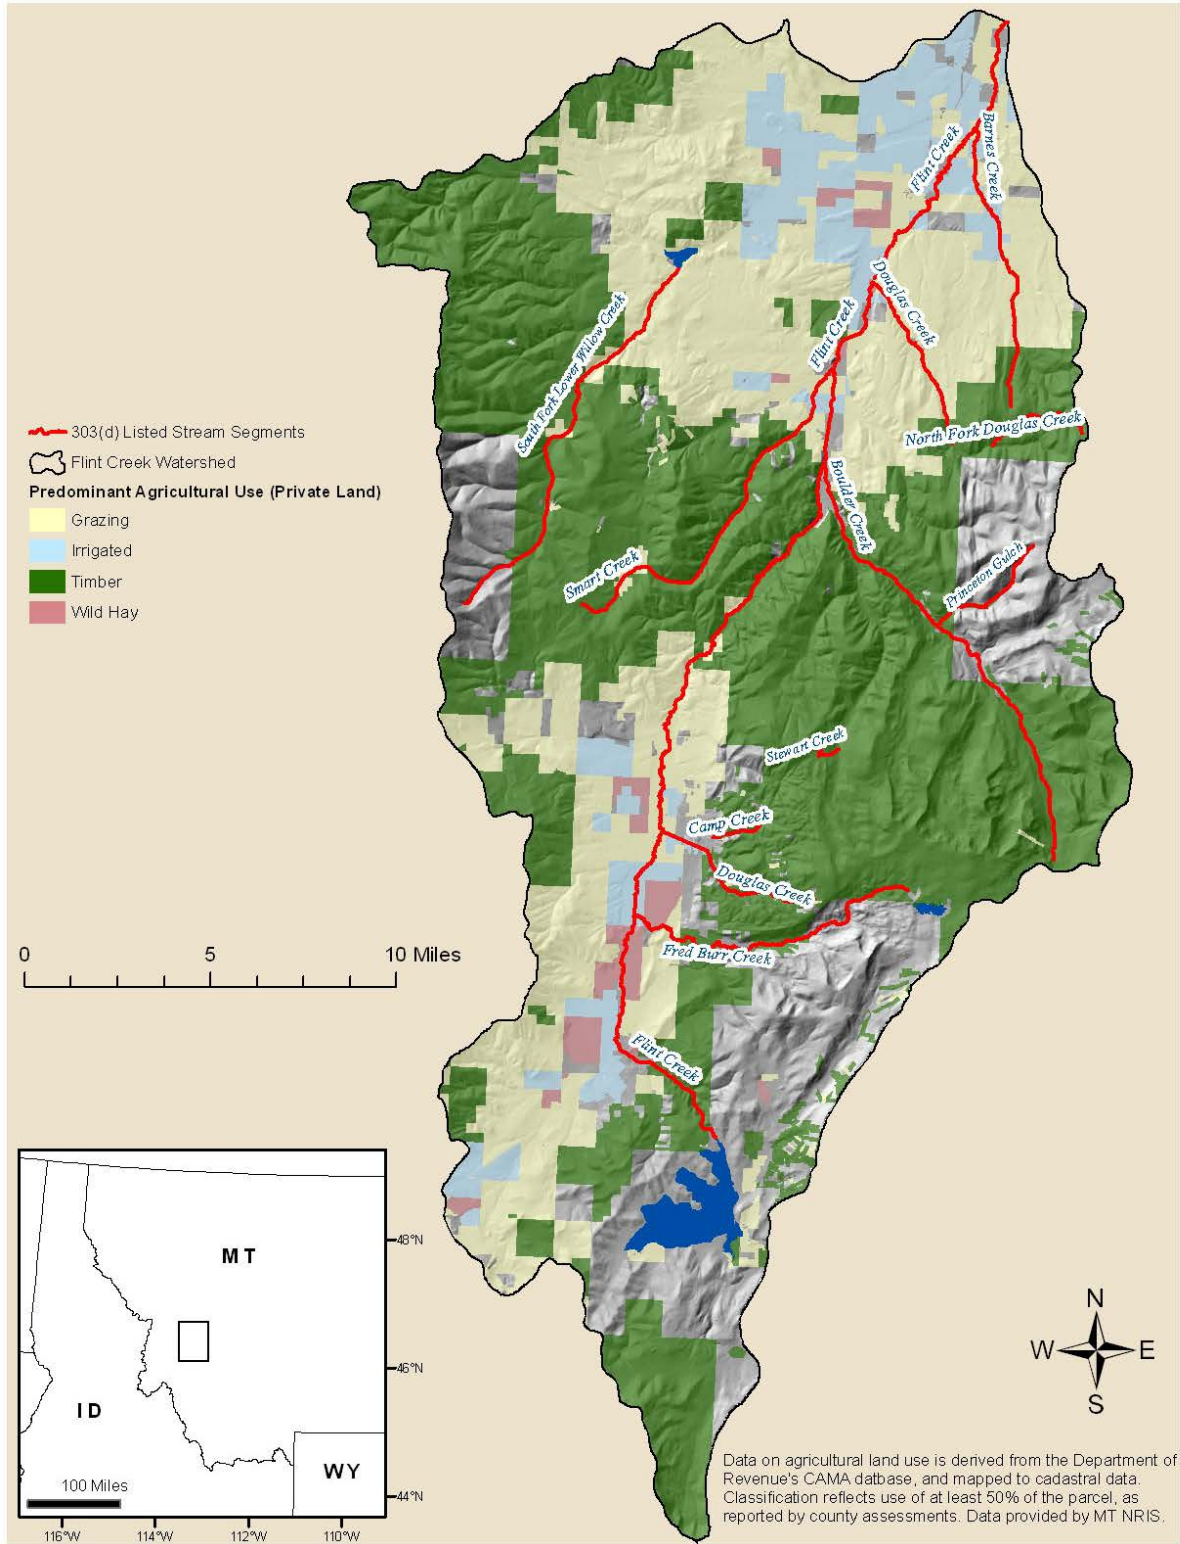 Barnes Creek
Flint Creek
Douglas Creek
Flint Creek
South Fork Lower Willow Creek
North Fork Douglas Creek
Boulder Creek
Princeton Gulch
Smart Creek
Stewart Creek
Camp Creek
Douglas Creek
Fred Burr Creek
Flint Creek
303(d) Listed Stream Segments
Flint Creek Watershed
Predominant Agricultural Use (Private Land)
Grazing
Irrigated
Timber
Wild Hay
0 5 10 Miles
MT
ID
WY
100 Miles
48°N
46°N
44°N
116°W 114°W 112°W 110°W
N
W E
S
Data on agricultural land use is derived from the Department of
Revenue's CAMA datbase, and mapped to cadastral data.
Classification reflects use of at least 50% of the parcel, as
reported by county assessments. Data provided by MT NRIS.